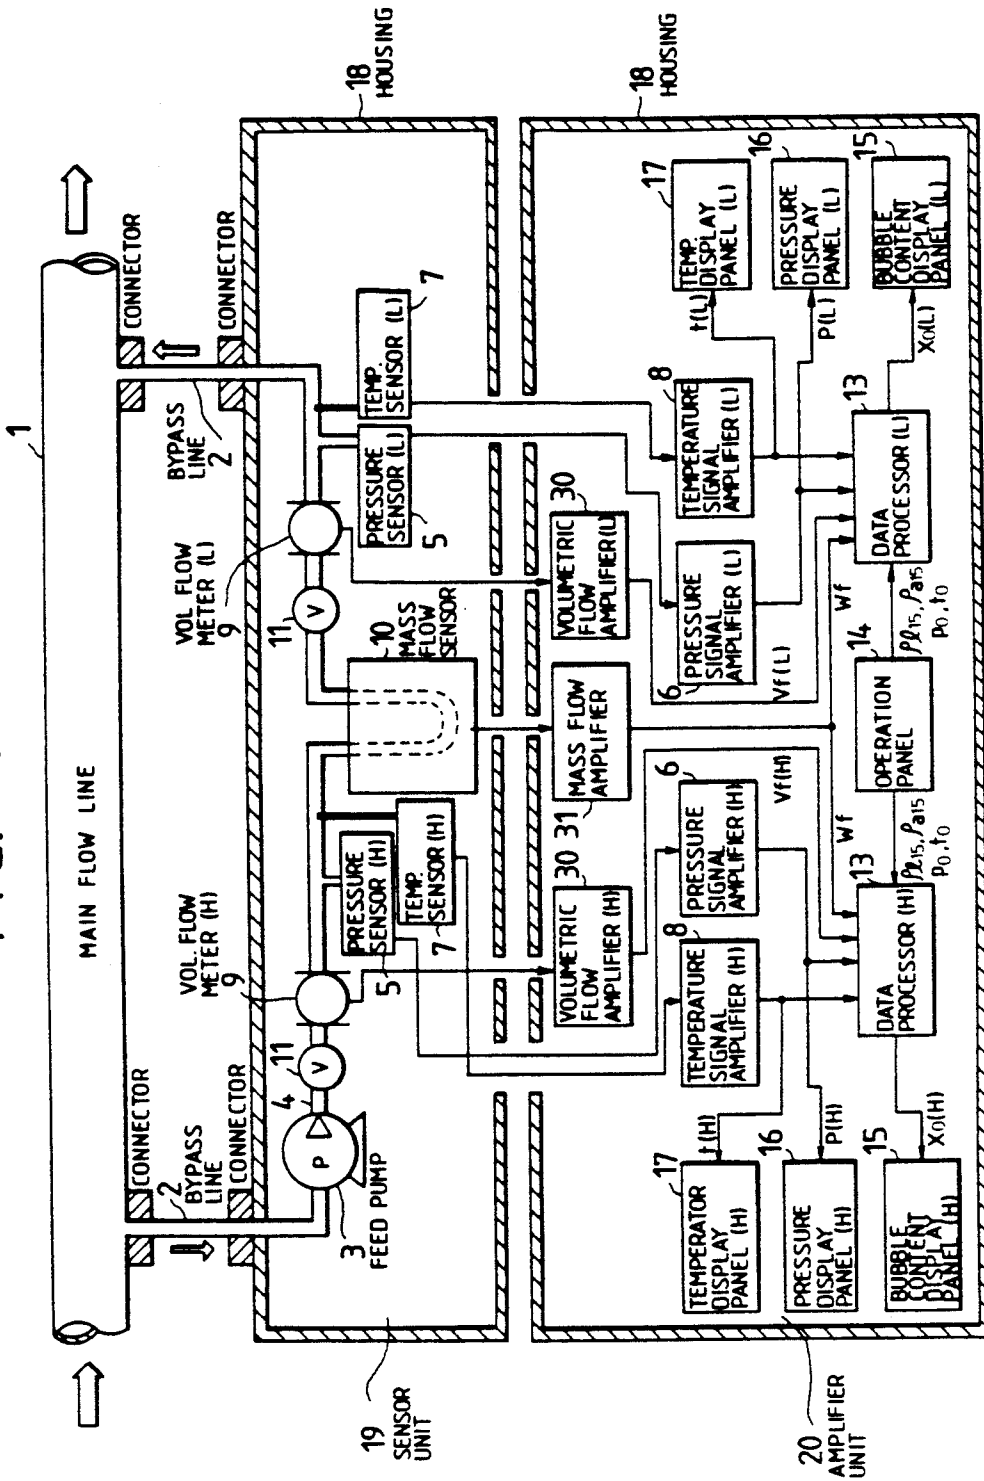 1
MAIN FLOW LINE
CONNECTOR
2
BYPASS
LINE
CONNECTOR
CONNECTOR
BYPASS
LINE
2
CONNECTOR
18
HOUSING
3
FEED PUMP
P
4
11
V
VOL. FLOW
METER (H)
9
PRESSURE
SENSOR (H)
5
TEMP.
SENSOR (H)
7
10
MASS
FLOW
SENSOR
11
V
VOL FLOW
METER (L)
9
PRESSURE
SENSOR (L)
5
TEMP.
SENSOR (L)
7
19
SENSOR
UNIT
18
HOUSING
VOLUMETRIC
FLOW
AMPLIFIER (H)
30
MASS FLOW
AMPLIFIER
31
VOLUMETRIC
FLOW
AMPLIFIER(L)
30
17
TEMPERATOR
DISPLAY
PANEL (H)
t(H)
TEMPERATURE
SIGNAL
AMPLIFIER (H)
8
PRESSURE
SIGNAL
AMPLIFIER(H)
6
Vf(H)
6
PRESSURE
SIGNAL
AMPLIFIER (L)
Vf(L)
TEMPERATURE
SIGNAL
AMPLIFIER (L)
8
t(L)
TEMP.
DISPLAY
PANEL (L)
17
16
PRESSURE
DISPLAY
PANEL (H)
P(H)
P(L)
PRESSURE
DISPLAY
PANEL (L)
16
15
BUBBLE
CONTENT
DISPLAY
PANEL (H)
X₀(H)
DATA
PROCESSOR (H)
13
Wf
ρℓ₁₅, ρa₁₅
P₀, t₀
OPERATION
PANEL
14
Wf
ρℓ₁₅, ρa₁₅
P₀, t₀
DATA
PROCESSOR (L)
13
X₀(L)
BUBBLE
CONTENT
DISPLAY
PANEL (L)
15
20
AMPLIFIER
UNIT